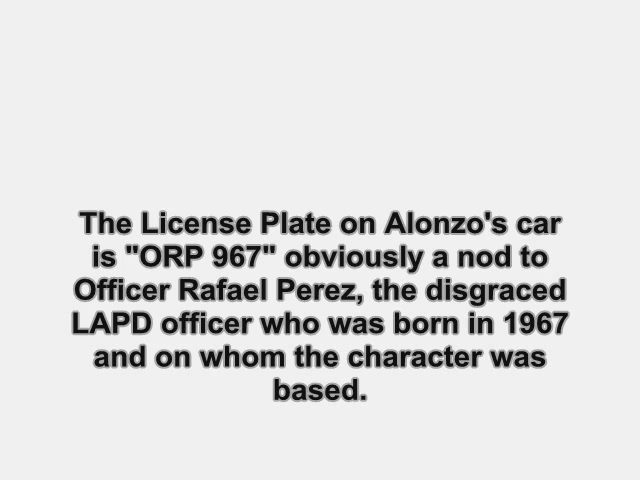 The License Plate on Alonzo's car
is "ORP 967" obviously a nod to
Officer Rafael Perez, the disgraced
LAPD officer who was born in 1967
and on whom the character was
based.